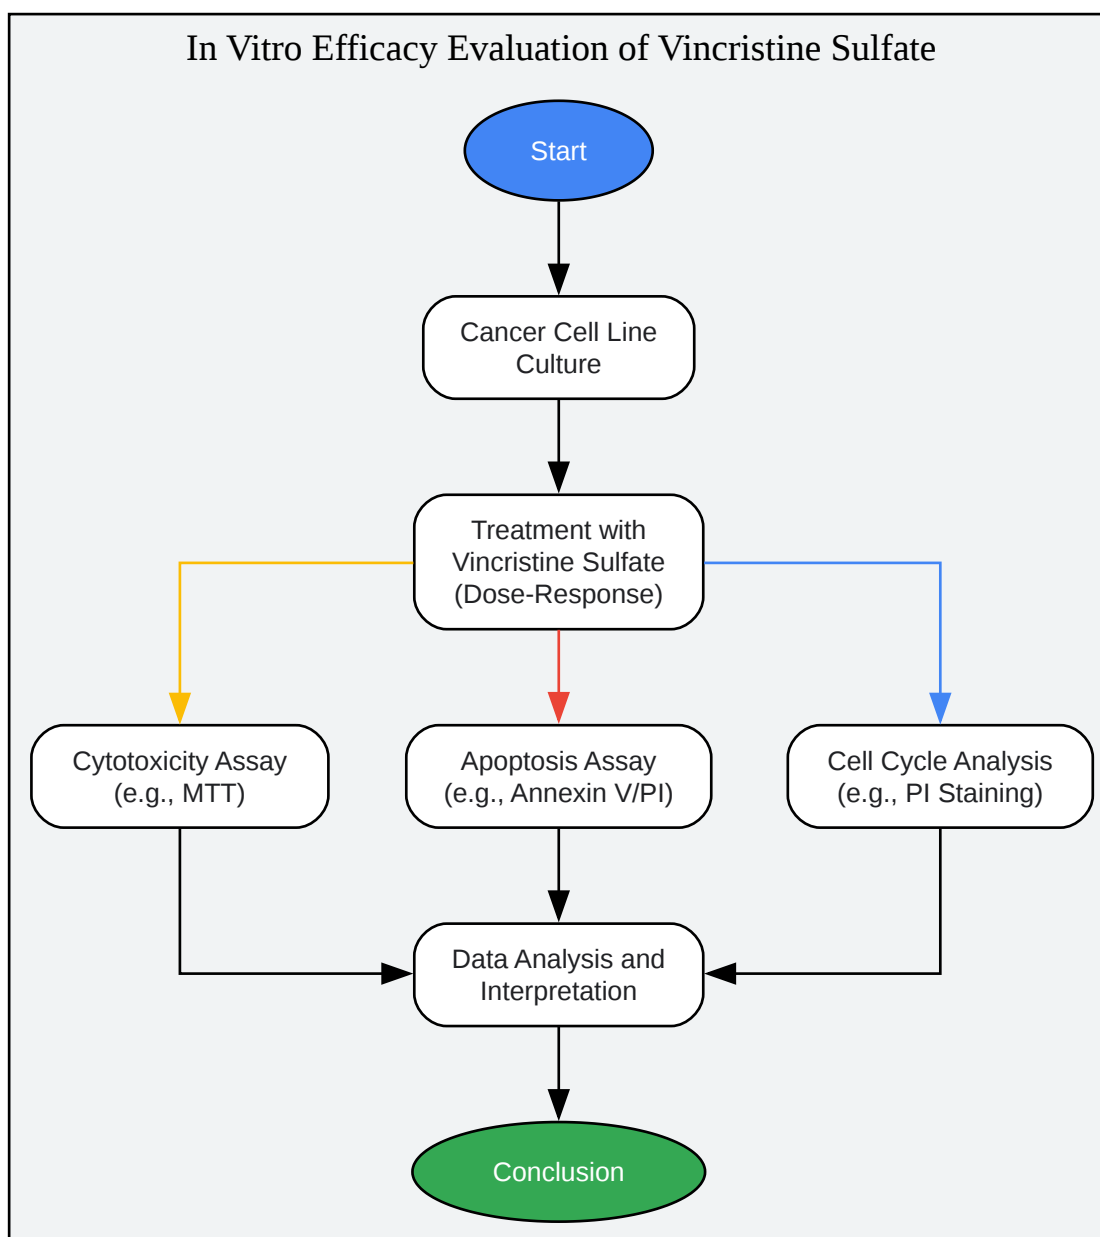 In Vitro Efficacy Evaluation of Vincristine Sulfate
Start
Cancer Cell Line
Culture
Treatment with
Vincristine Sulfate
(Dose-Response)
Cytotoxicity Assay
(e.g., MTT)
Apoptosis Assay
(e.g., Annexin V/PI)
Cell Cycle Analysis
(e.g., PI Staining)
Data Analysis and
Interpretation
Conclusion